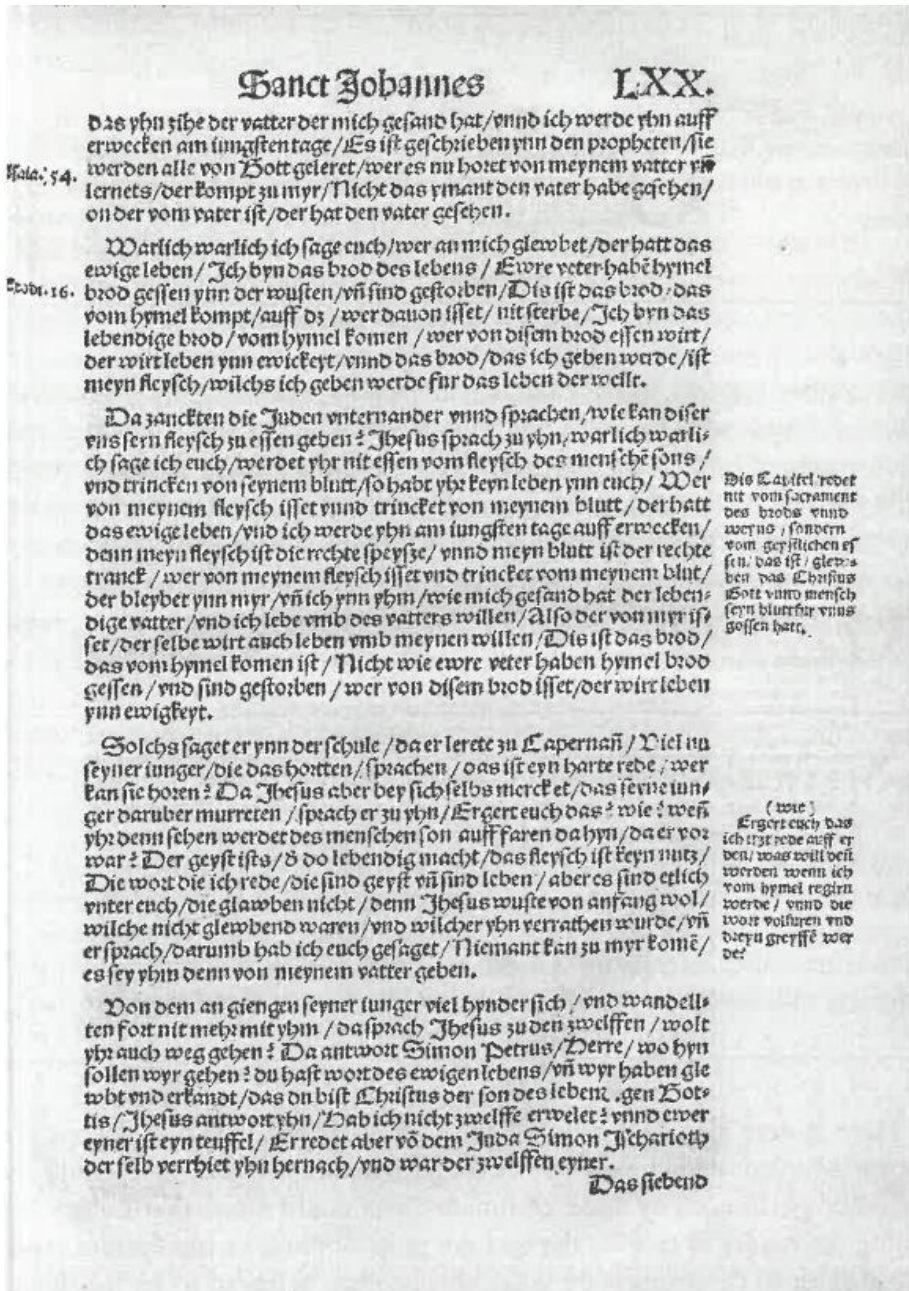 Sanct Johannes LXX.
das yhn zihe der vatter der mich gesand hat/vnnd ich werde yhn auff
erwecken am iungsten tage/Es ist geschrieben ynn den propheten/sie
werden alle von Gott geleret/wer es nu horet von meynem vatter vn̄
lernets/der kompt zu myr/Nicht das ymant den vater habe gesehen/
on der vom vater ist/der hat den vater gesehen.
54.
Warlich warlich ich sage euch/wer an mich glewbet/der hatt das
ewige leben/Ich byn das brod des lebens/Ewre veter habē hymel
brod gessen ynn der wusten/vn̄ sind gestorben/Dis ist das brod/das
vom hymel kompt/auff dz/wer dauon isset/nit sterbe/Ich byn das
lebendige brod/vom hymel komen/wer von disem brod essen wirt/
der wirt leben ynn ewickeyt/vnnd das brod/das ich geben werde/ist
meyn fleysch/wilchs ich geben werde fur das leben der wellt.
Exodi. 16.
Da zanckten die Juden vnternander vnnd sprachen/wie kan diser
vns sern fleysch zu essen geben? Jhesus sprach zu yhn/warlich warli-
ch sage ich euch/werdet yhr nit essen vom fleysch des menschē sons/
vnd trincken von seynem blutt/so habt yhr keyn leben ynn euch/Wer
von meynem fleysch isset vnnd trincket von meynem blutt/der hatt
das ewige leben/vnd ich werde yhn am iungsten tage auff erwecken/
denn meyn fleysch ist die rechte speysze/vnnd meyn blutt ist der rechte
tranck/wer von meynem fleysch isset vnd trincket vom meynem blut/
der bleybet ynn myr/vn̄ ich ynn yhm/wie mich gesand hat der leben-
dige vatter/vnd ich lebe vmb des vatters willen/Also der von myr is-
set/der selbe wirt auch leben vmb meynen willen/Dis ist das brod/
das vom hymel komen ist/Nicht wie ewre veter haben hymel brod
gessen/vnd sind gestorben/wer von disem brod isset/der wirt leben
ynn ewigkeyt.
Dis Capitel redet
nit vom sacrament
des brods vnnd
weyns/sondern
vom geystlichen es
sen/das ist/glew-
ben das Christus
Gott vnnd mensch
seyn blutt fur vnns
gossen hatt.
Solchs saget er ynn der schule/da er lerete zu Capernan̄/Viel nu
seyner iunger/die das hortten/sprachen/das ist eyn harte rede/wer
kan sie horen? Da Jhesus aber bey sich selbs mercket/das seyne iun-
ger daruber murreten/sprach er zu yhn/Ergert euch das? wie? wen̄
yhr denn sehen werdet des menschen son auff faren da hyn/da er vor
war? Der geyst ists/d̄ do lebendig macht/das fleysch ist keyn nutz/
Die wort die ich rede/die sind geyst vn̄ sind leben/aber es sind etlich
vnter euch/die glawben nicht/denn Jhesus wuste von anfang wol/
wilche nicht glewbend waren/vnd wilcher yhn verrathen wurde/vn̄
er sprach/darumb hab ich euch gesaget/Niemant kan zu myr komē/
es sey yhm denn von meynem vatter geben.
(wie)
Ergert euch das
ich itzt rede auff er
den/was will den̄
werden wenn ich
vom hymel regirn
werde/vnnd die
wort volfuren vnd
dreyn greyffē wer
de?
Von dem an giengen seyner iunger viel hynder sich/vnd wandell-
ten fort nit mehr mit yhm/da sprach Jhesus zu den zwelffen/wolt
yhr auch weg gehen? Da antwort Simon Petrus/Herre/wo hyn
sollen wyr gehen? du hast wort des ewigen lebens/vn̄ wyr haben gle
wbt vnd erkandt/das du bist Christus der son des lebendigen Got-
tis/Jhesus antwort yhn/Hab ich nicht zwelffe erwelet? vnnd ewer
eyner ist eyn teuffel/Er redet aber vō dem Juda Simon Jscharioth
der selb verrhiet yhn hernach/vnd war der zwelffen eyner.
Das siebend